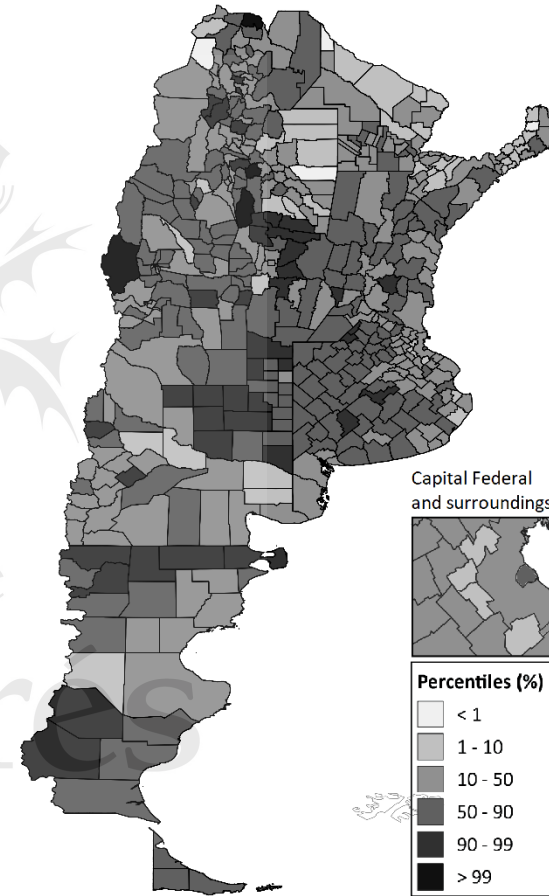 Capital Federal
and surroundings
Percentiles (%)
< 1
1 - 10
10 - 50
50 - 90
90 - 99
> 99